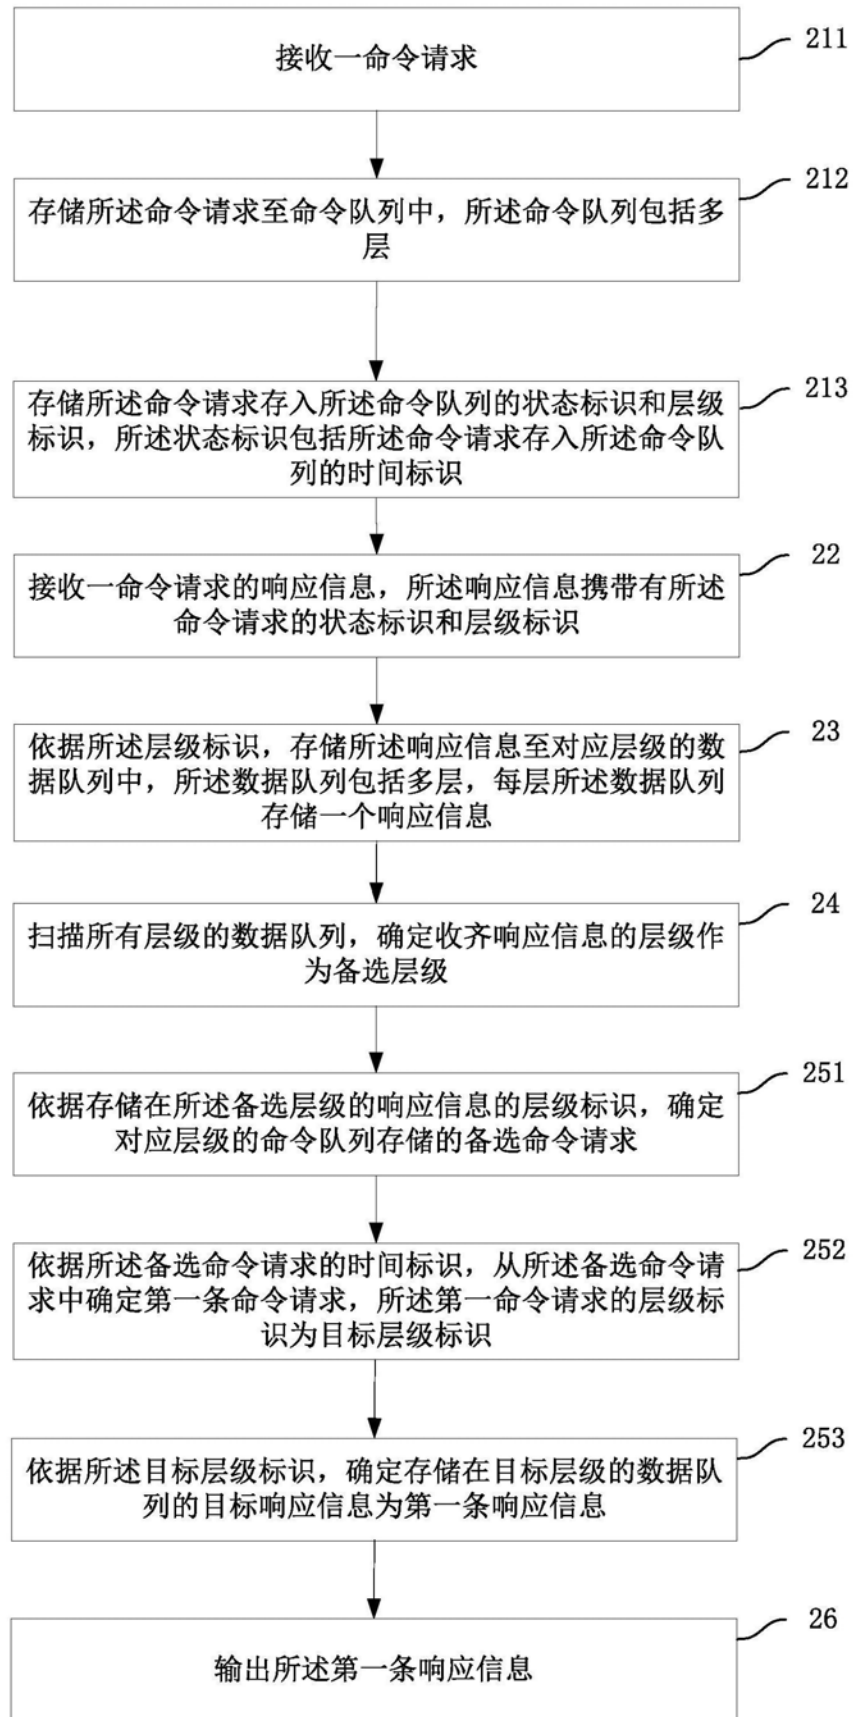 接收一命令请求
211
存储所述命令请求至命令队列中，所述命令队列包括多
层
212
存储所述命令请求存入所述命令队列的状态标识和层级
标识，所述状态标识包括所述命令请求存入所述命令队
列的时间标识
213
接收一命令请求的响应信息，所述响应信息携带有所述
命令请求的状态标识和层级标识
22
依据所述层级标识，存储所述响应信息至对应层级的数
据队列中，所述数据队列包括多层，每层所述数据队列
存储一个响应信息
23
扫描所有层级的数据队列，确定收齐响应信息的层级作
为备选层级
24
依据存储在所述备选层级的响应信息的层级标识，确定
对应层级的命令队列存储的备选命令请求
251
依据所述备选命令请求的时间标识，从所述备选命令请
求中确定第一条命令请求，所述第一命令请求的层级标
识为目标层级标识
252
依据所述目标层级标识，确定存储在目标层级的数据队
列的目标响应信息为第一条响应信息
253
输出所述第一条响应信息
26